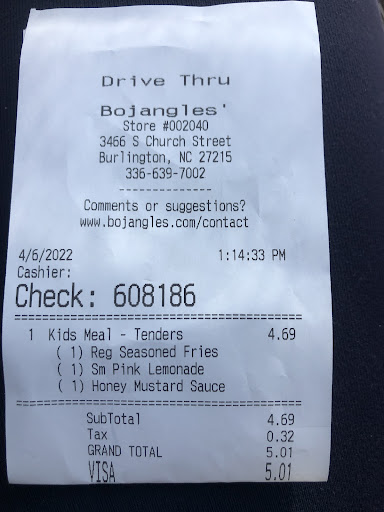 Drive Thru
Bojangles'
Store #002040
3466 S Church Street
Burlington, NC 27215
336-639-7002
---------------
Comments or suggestions?
www.bojangles.com/contact
4/6/2022 1:14:33 PM
Cashier:
Check: 608186
1 Kids Meal - Tenders 4.69
( 1) Reg Seasoned Fries
( 1) Sm Pink Lemonade
( 1) Honey Mustard Sauce
SubTotal 4.69
Tax 0.32
GRAND TOTAL 5.01
VISA 5.01